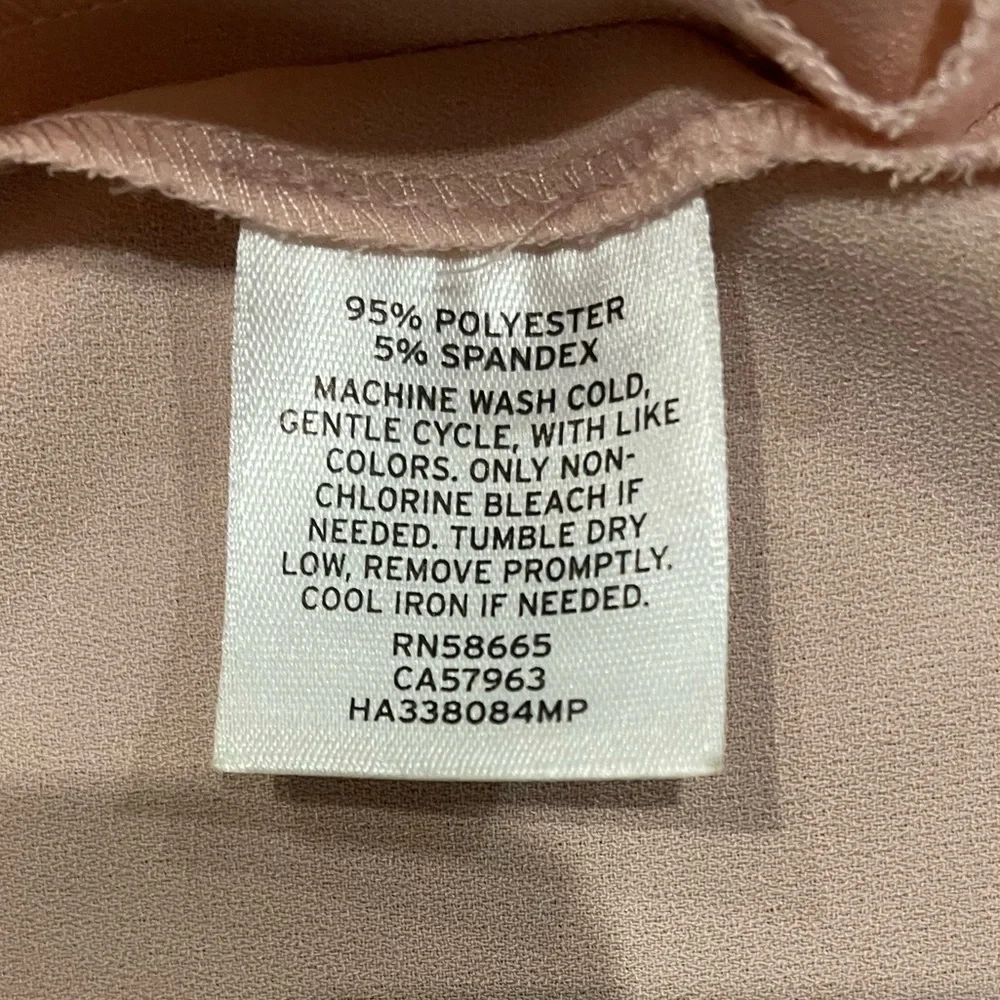 95% POLYESTER
5% SPANDEX
MACHINE WASH COLD,
GENTLE CYCLE, WITH LIKE
COLORS. ONLY NON-
CHLORINE BLEACH IF
NEEDED. TUMBLE DRY
LOW, REMOVE PROMPTLY.
COOL IRON IF NEEDED.
RN58665
CA57963
HA338084MP